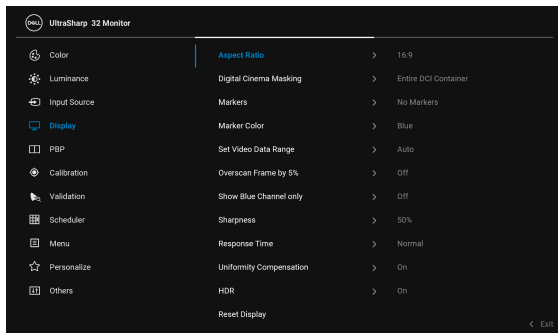 DELL UltraSharp 32 Monitor
Color Aspect Ratio > 16:9
Luminance Digital Cinema Masking > Entire DCI Container
Input Source Markers > No Markers
Display Marker Color > Blue
PBP Set Video Data Range > Auto
Calibration Overscan Frame by 5% > Off
Validation Show Blue Channel only > Off
Scheduler Sharpness > 50%
Menu Response Time > Normal
Personalize Uniformity Compensation > On
Others HDR > On
Reset Display
< Exit